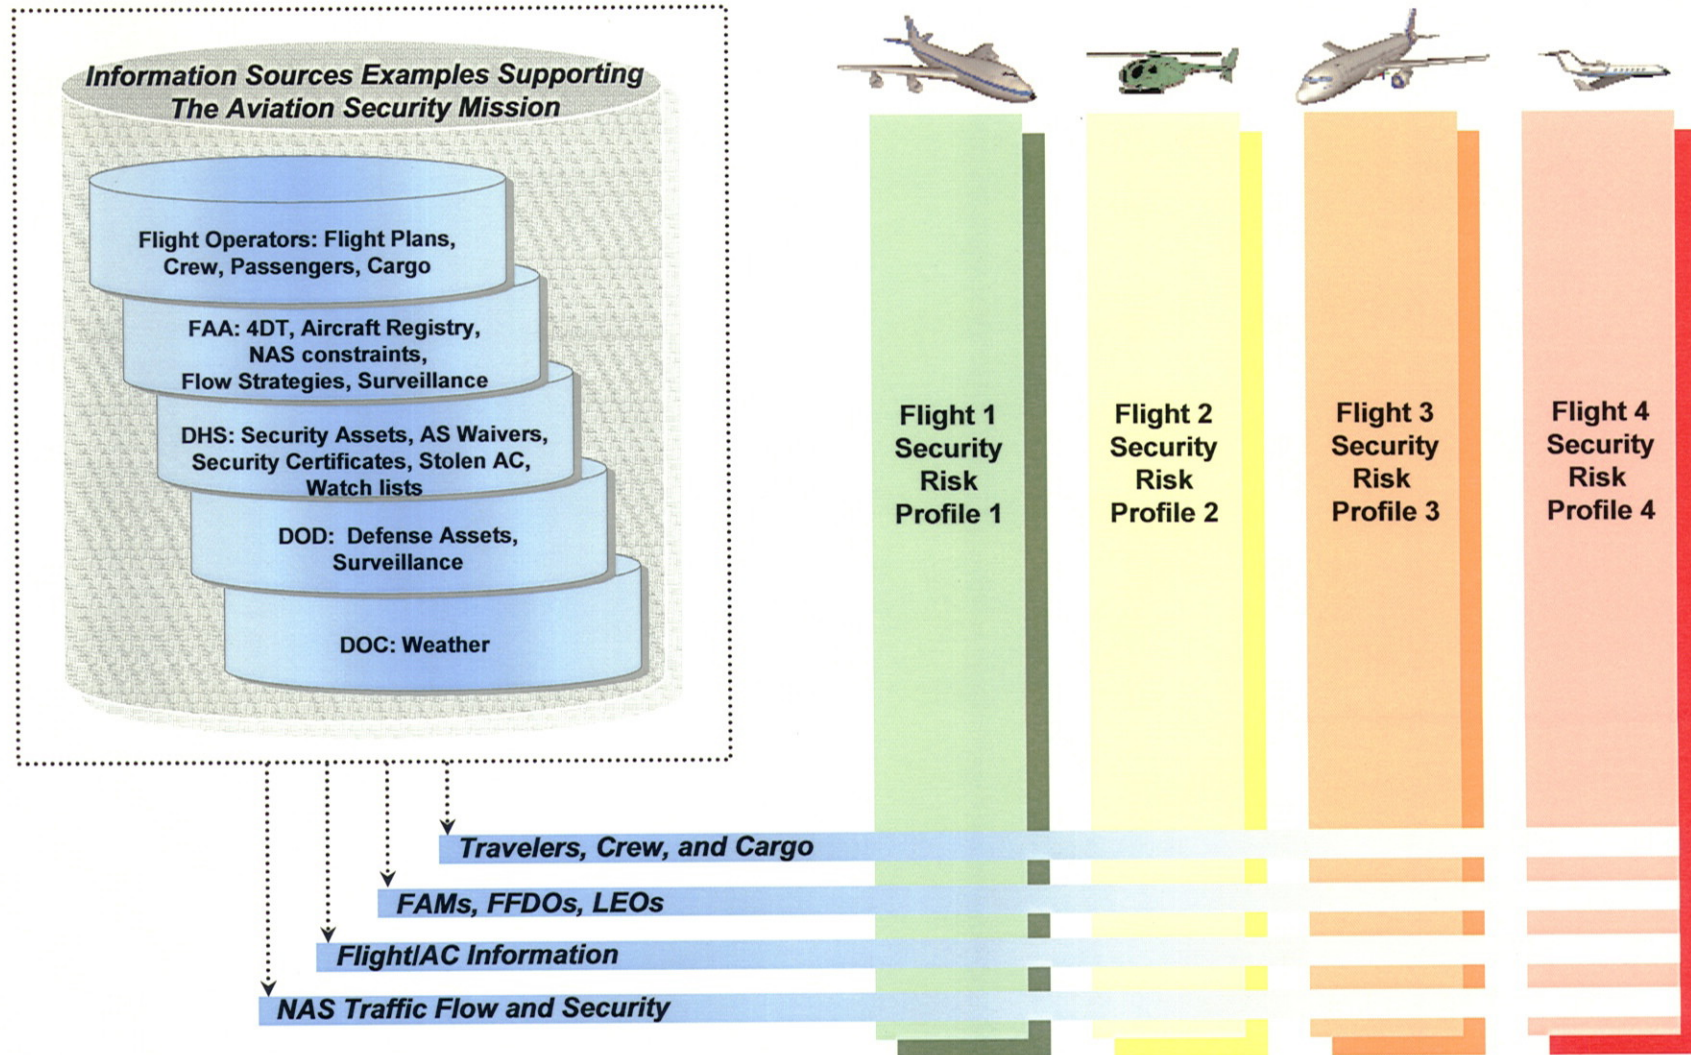 Information Sources Examples Supporting
The Aviation Security Mission
Flight Operators: Flight Plans,
Crew, Passengers, Cargo
FAA: 4DT, Aircraft Registry,
NAS constraints,
Flow Strategies, Surveillance
DHS: Security Assets, AS Waivers,
Security Certificates, Stolen AC,
Watch lists
DOD: Defense Assets,
Surveillance
DOC: Weather
Flight 1
Security
Risk
Profile 1
Flight 2
Security
Risk
Profile 2
Flight 3
Security
Risk
Profile 3
Flight 4
Security
Risk
Profile 4
Travelers, Crew, and Cargo
FAMs, FFDOs, LEOs
Flight/AC Information
NAS Traffic Flow and Security